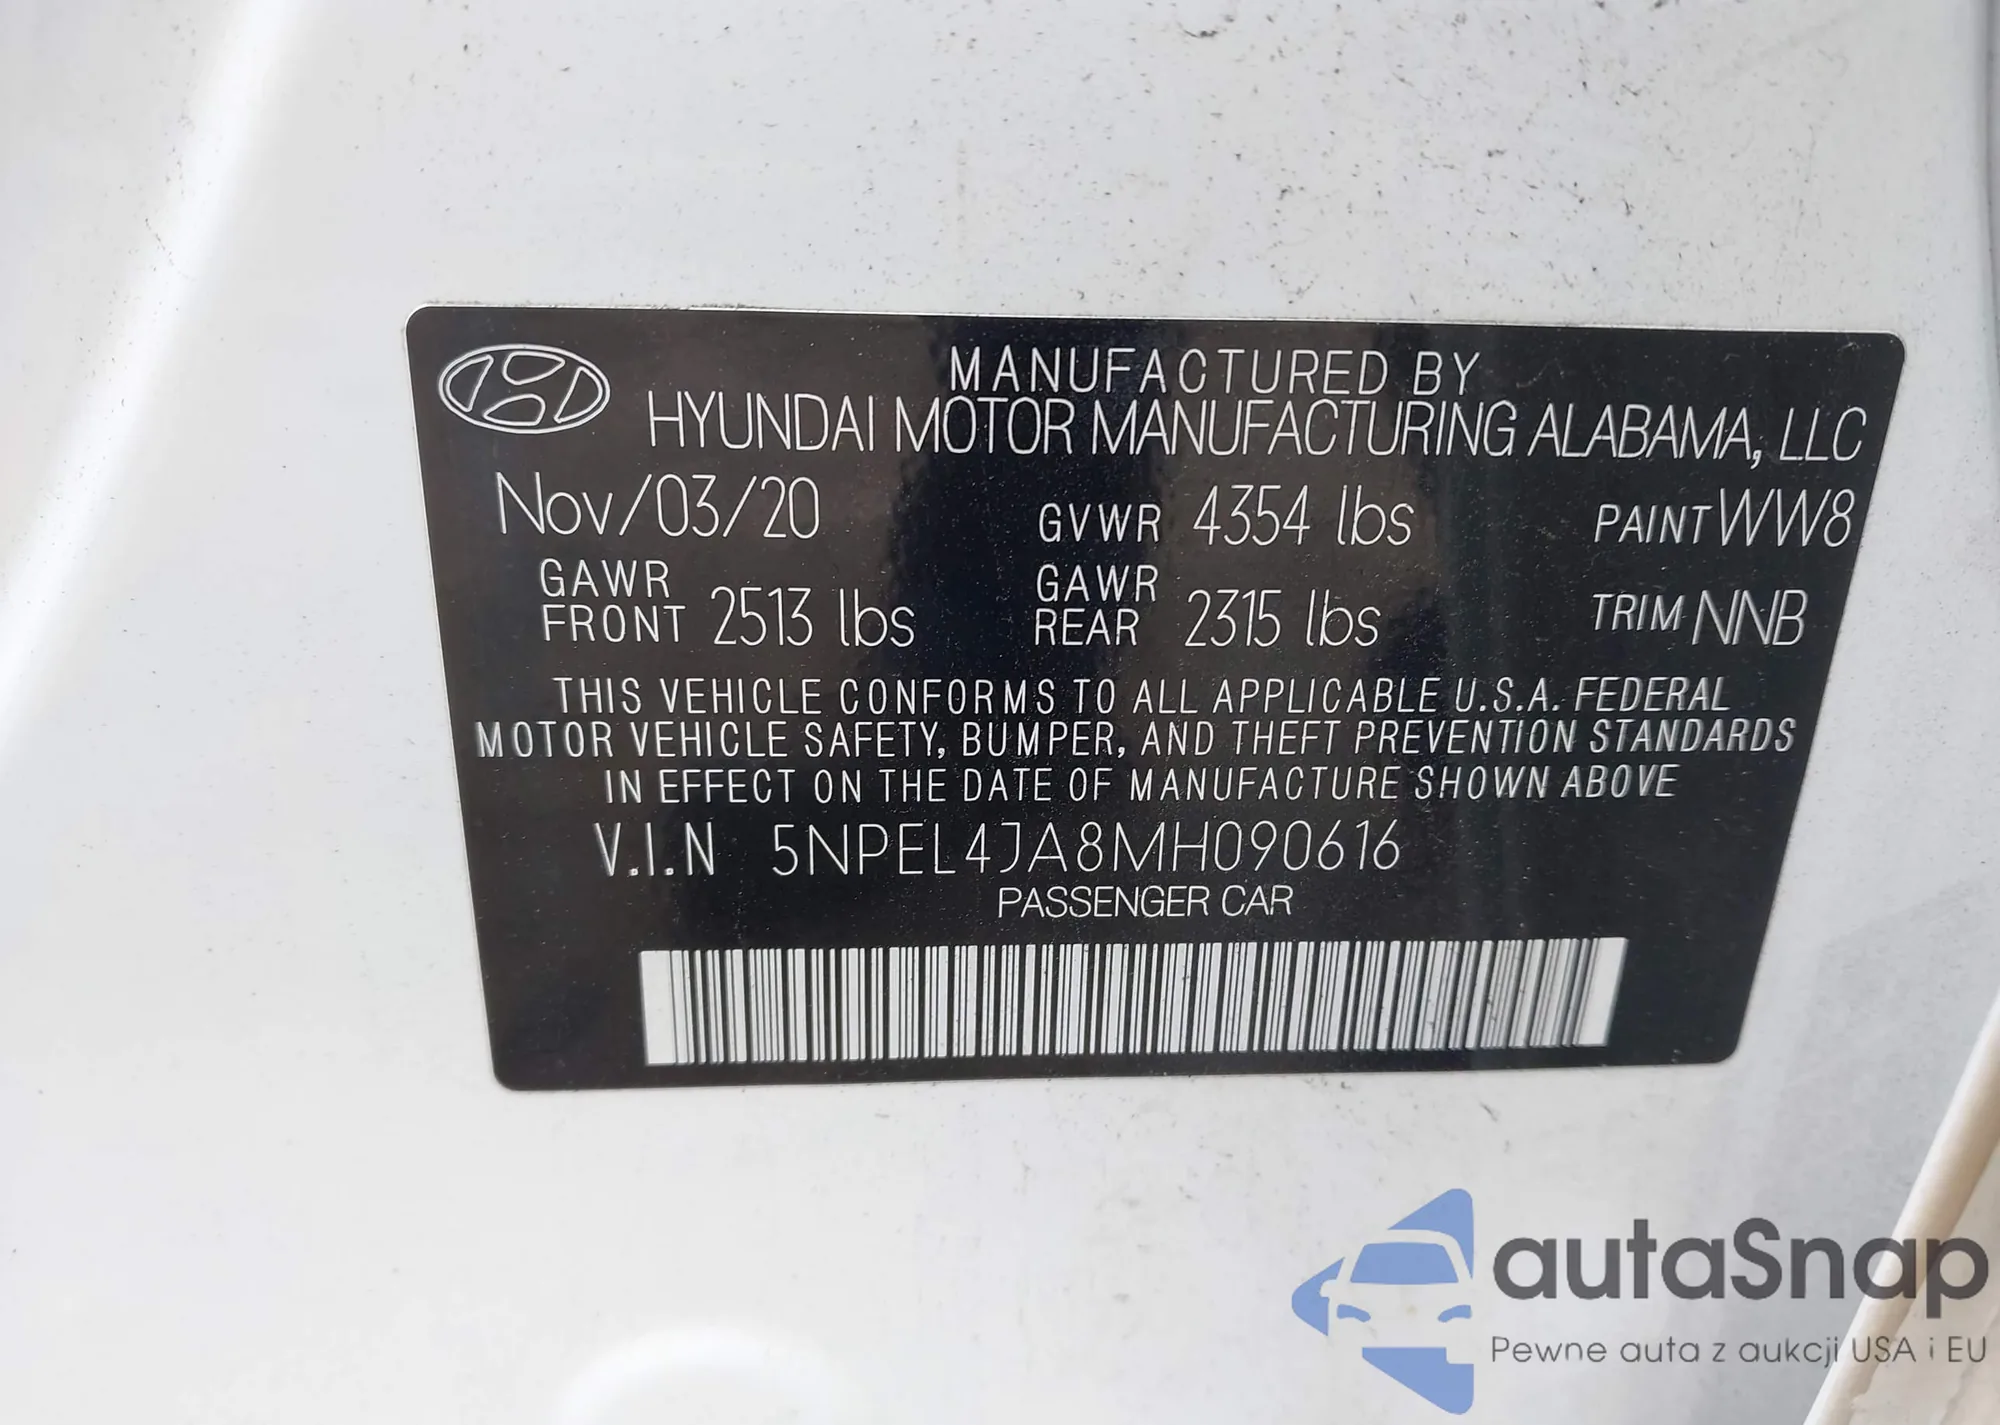 MANUFACTURED BY
HYUNDAI MOTOR MANUFACTURING ALABAMA, LLC
Nov/03/20 GVWR 4354 lbs PAINT WW8
GAWR FRONT 2513 lbs GAWR REAR 2315 lbs TRIM NNB
THIS VEHICLE CONFORMS TO ALL APPLICABLE U.S.A. FEDERAL
MOTOR VEHICLE SAFETY, BUMPER, AND THEFT PREVENTION STANDARDS
IN EFFECT ON THE DATE OF MANUFACTURE SHOWN ABOVE
V.I.N 5NPEL4JA8MH090616
PASSENGER CAR
autaSnap
Pewne auta z aukcji USA i EU